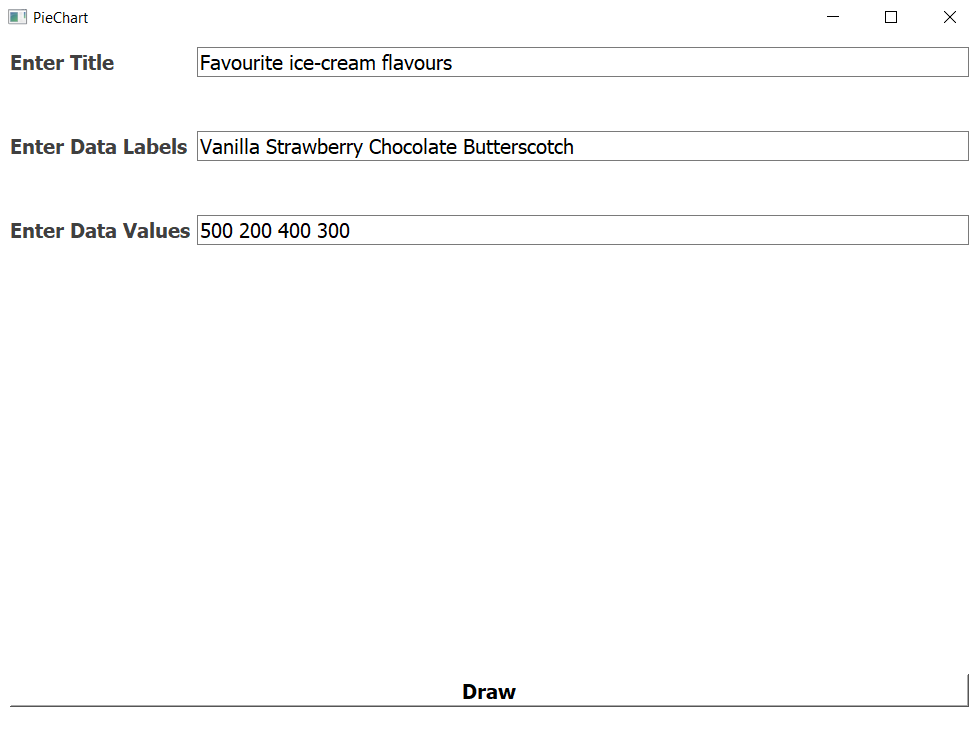 PieChart
Enter Title Favourite ice-cream flavours
Enter Data Labels Vanilla Strawberry Chocolate Butterscotch
Enter Data Values 500 200 400 300
Draw